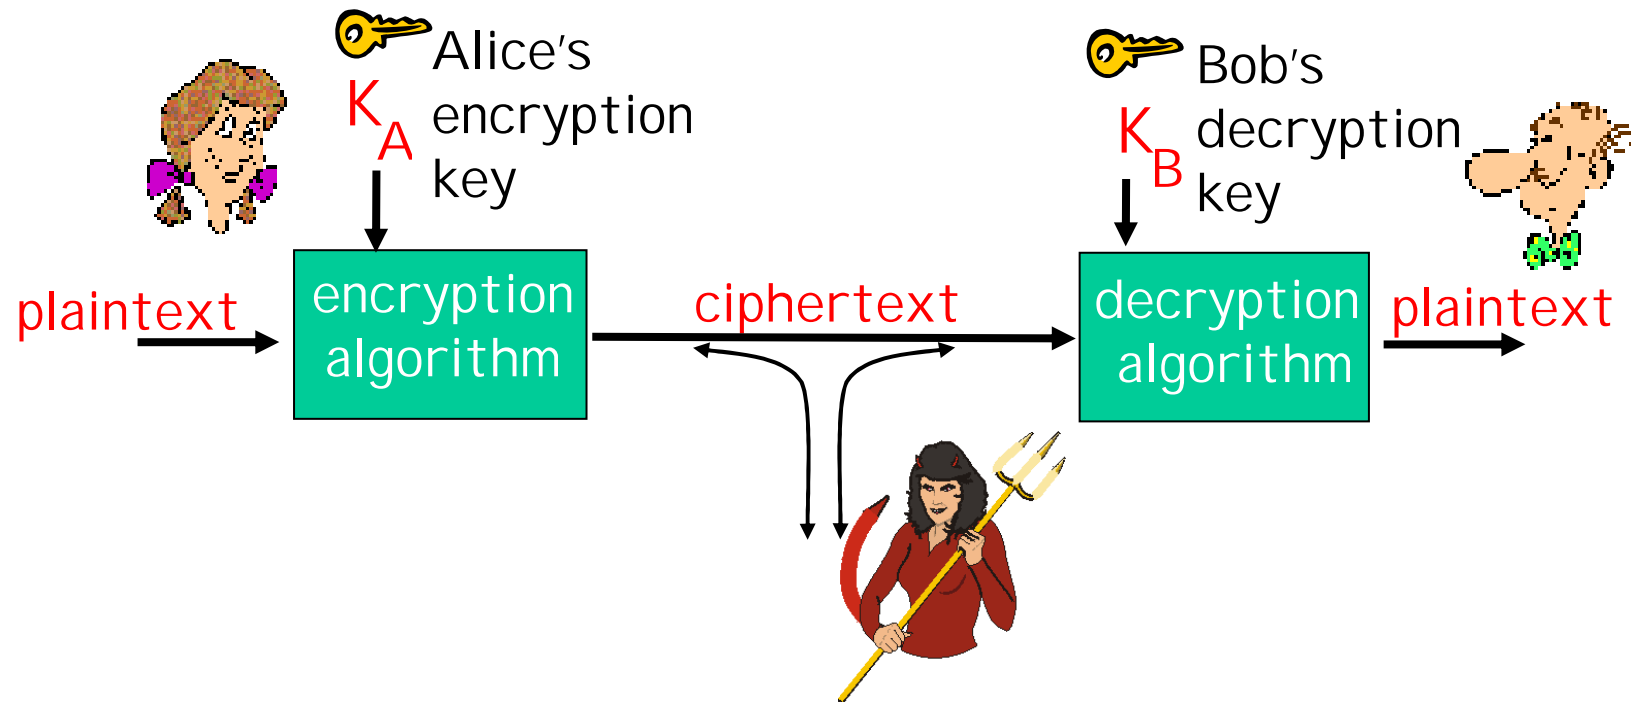 Alice's
encryption
key
K
A
Bob's
decryption
key
K
B
plaintext
encryption
algorithm
ciphertext
decryption
algorithm
plaintext